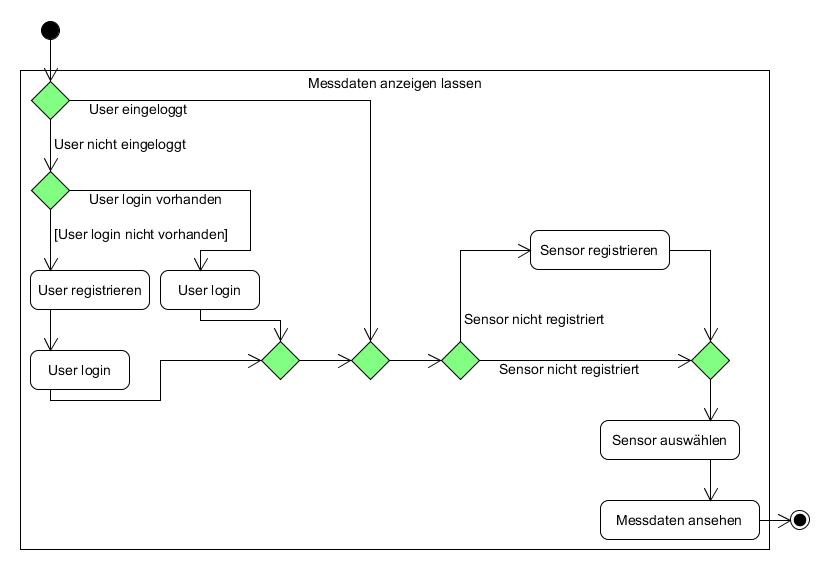 Messdaten anzeigen lassen
User eingeloggt
User nicht eingeloggt
User login vorhanden
[User login nicht vorhanden]
Sensor registrieren
User registrieren
User login
Sensor nicht registriert
User login
Sensor nicht registriert
Sensor auswählen
Messdaten ansehen